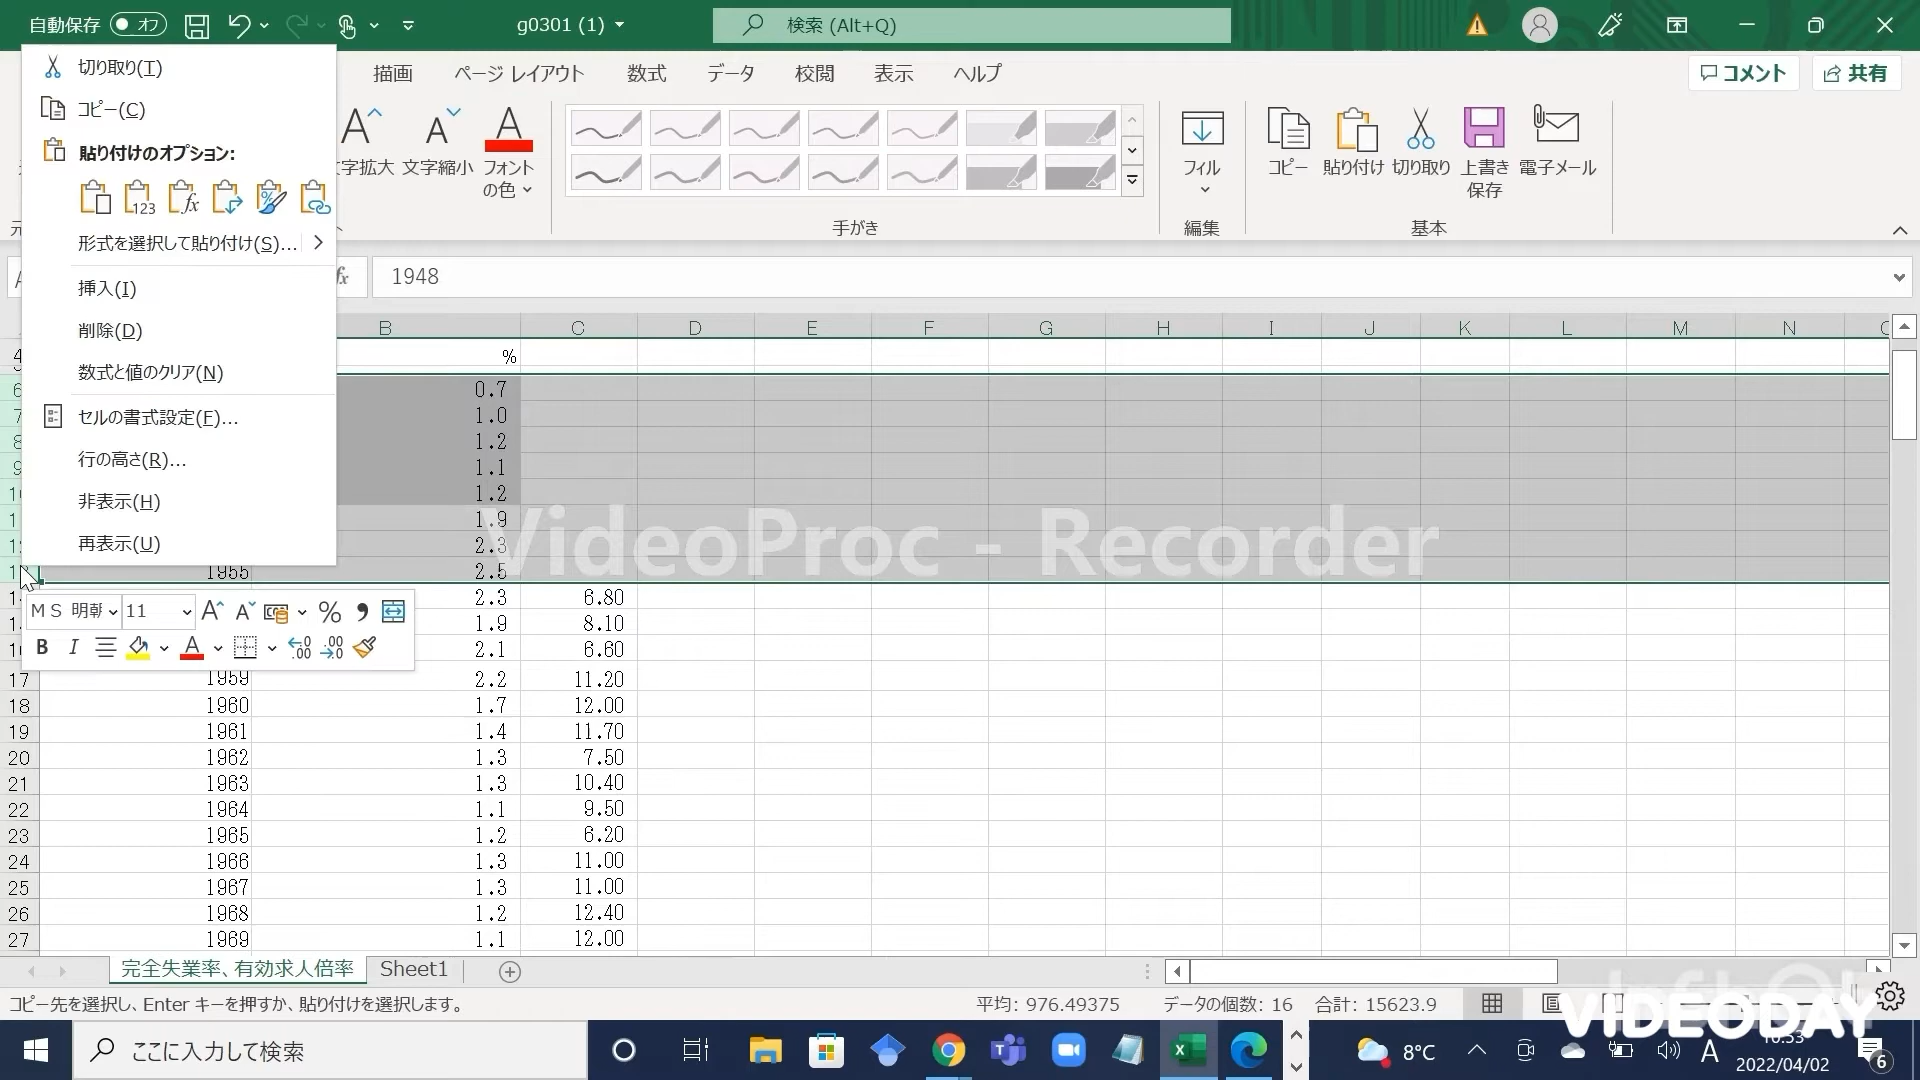 自動保存 オフ
g0301 (1)
検索 (Alt+Q)
描画 ページ レイアウト 数式 データ 校閲 表示 ヘルプ
コメント 共有
文字拡大 文字縮小 フォントの色
手がき
フィル
編集
コピー 貼り付け 切り取り 上書き保存 電子メール
基本
切り取り(T)
コピー(C)
貼り付けのオプション:
形式を選択して貼り付け(S)...
挿入(I)
削除(D)
数式と値のクリア(N)
セルの書式設定(F)...
行の高さ(R)...
非表示(H)
再表示(U)
fx 1948
B C D E F G H I J K L M N
4 %
6 0.7
7 1.0
8 1.2
9 1.1
10 1.2
1.9
12 2.3
1955 2.5
2.3 6.80
1.9 8.10
16 2.1 6.60
17 1959 2.2 11.20
18 1960 1.7 12.00
19 1961 1.4 11.70
20 1962 1.3 7.50
21 1963 1.3 10.40
22 1964 1.1 9.50
23 1965 1.2 6.20
24 1966 1.3 11.00
25 1967 1.3 11.00
26 1968 1.2 12.40
27 1969 1.1 12.00
ＭＳ 明朝 11
B I
VideoProc - Recorder
完全失業率、有効求人倍率 Sheet1
コピー先を選択し、Enter キーを押すか、貼り付けを選択します。
平均: 976.49375 データの個数: 16 合計: 15623.9
VIDEODAY
ここに入力して検索
8°C
A
2022/04/02
6